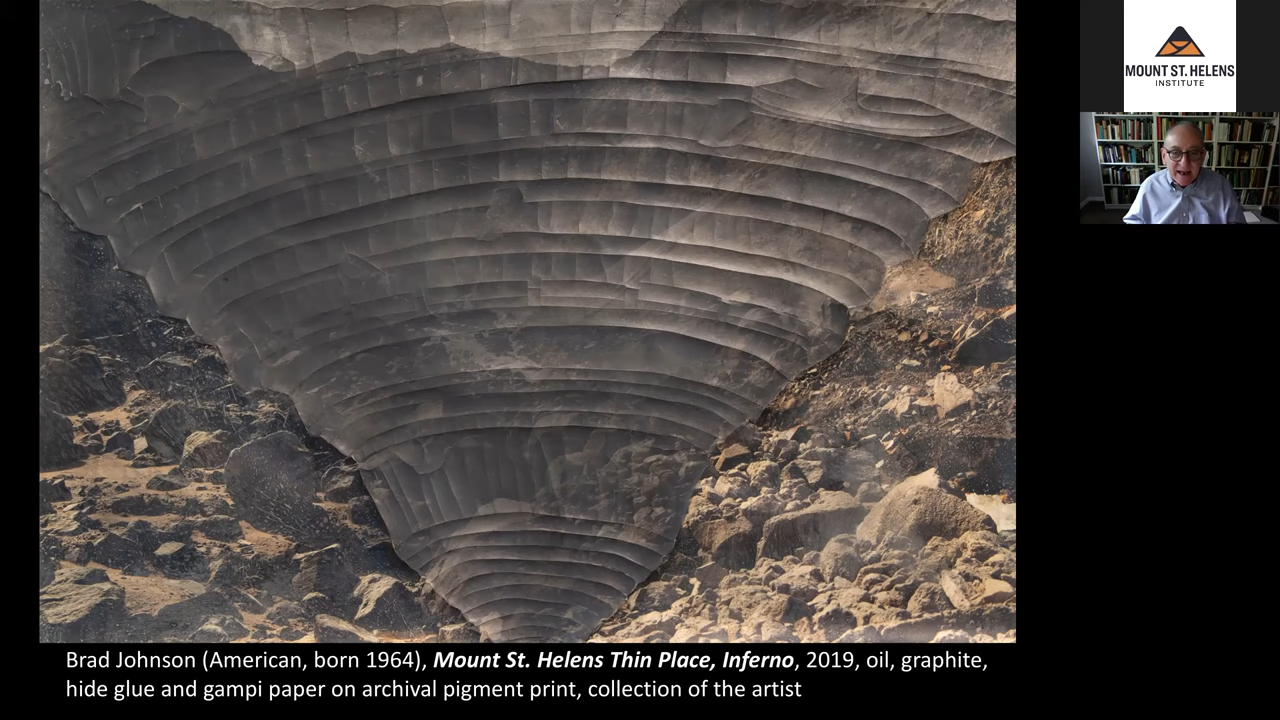 MOUNT ST. HELENS
INSTITUTE
Brad Johnson (American, born 1964), Mount St. Helens Thin Place, Inferno, 2019, oil, graphite,
hide glue and gampi paper on archival pigment print, collection of the artist